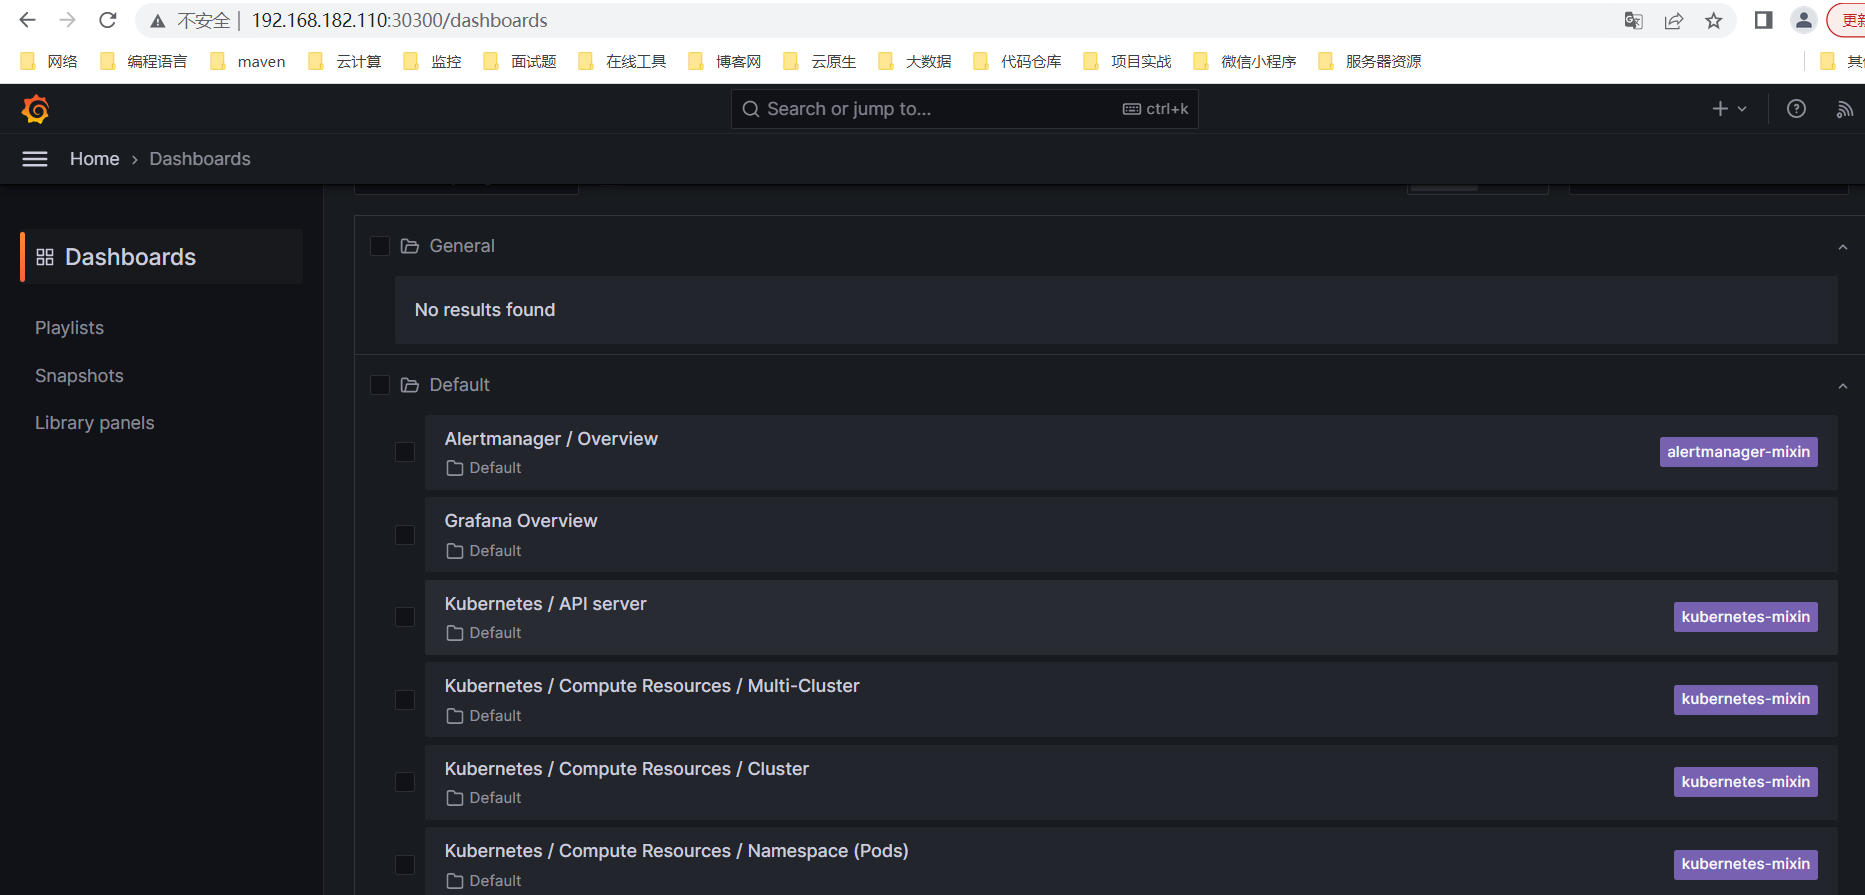 不安全 | 192.168.182.110:30300/dashboards
更新
网络 编程语言 maven 云计算 监控 面试题 在线工具 博客网 云原生 大数据 代码仓库 项目实战 微信小程序 服务器资源
Search or jump to... ctrl+k
Home › Dashboards
Dashboards
Playlists
Snapshots
Library panels
General
No results found
Default
Alertmanager / Overview
Default
alertmanager-mixin
Grafana Overview
Default
Kubernetes / API server
Default
kubernetes-mixin
Kubernetes / Compute Resources / Multi-Cluster
Default
kubernetes-mixin
Kubernetes / Compute Resources / Cluster
Default
kubernetes-mixin
Kubernetes / Compute Resources / Namespace (Pods)
Default
kubernetes-mixin